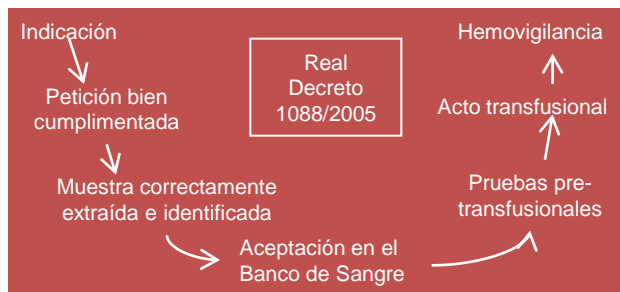 Indicación
Petición bien
cumplimentada
Muestra correctamente
extraída e identificada
Aceptación en el
Banco de Sangre
Pruebas pre-
transfusionales
Acto transfusional
Hemovigilancia
Real
Decreto
1088/2005